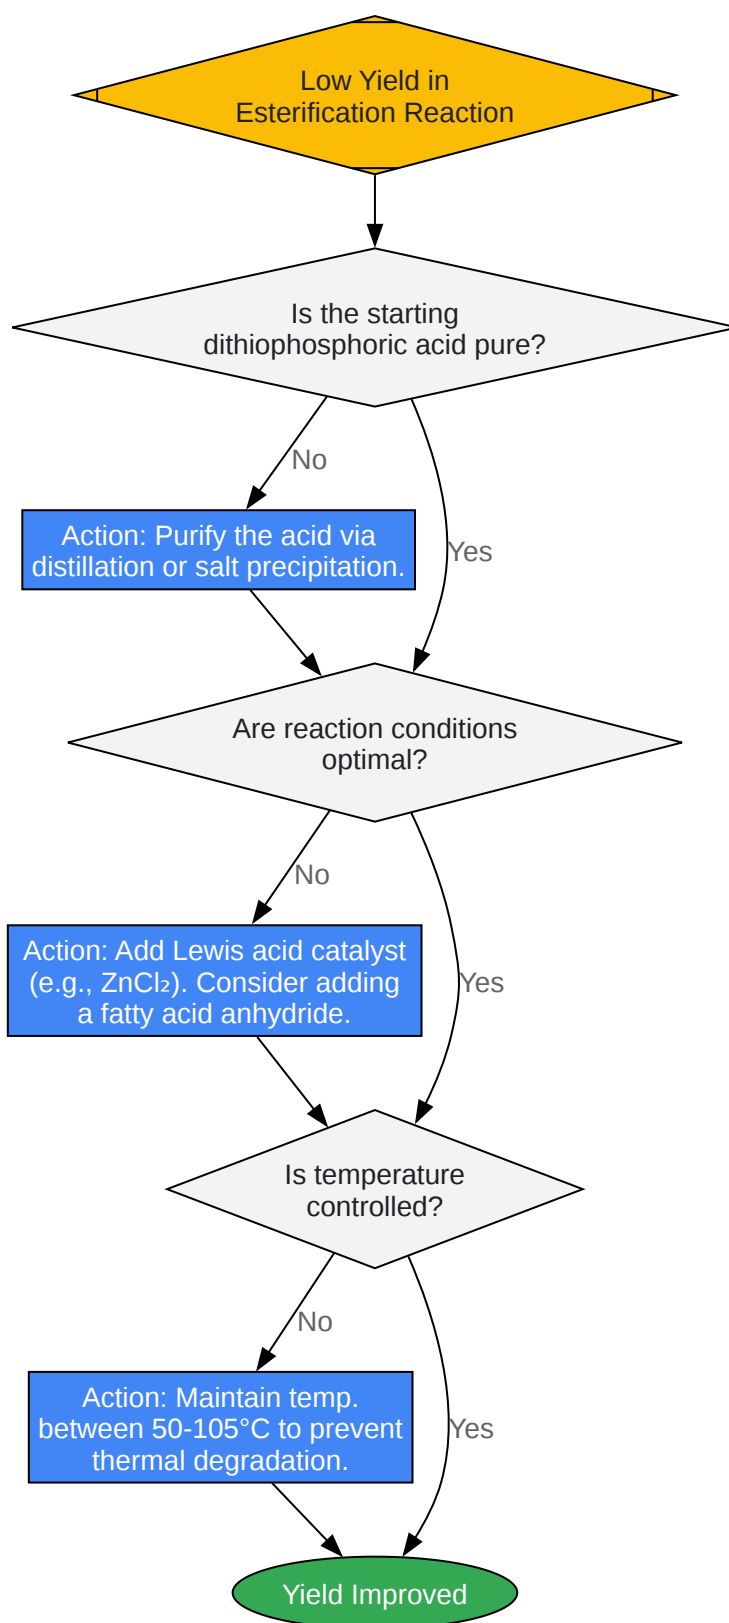 Low Yield in
Esterification Reaction
Is the starting
dithiophosphoric acid pure?
No
Action: Purify the acid via
distillation or salt precipitation.
Yes
Are reaction conditions
optimal?
No
Action: Add Lewis acid catalyst
(e.g., ZnCl₂). Consider adding
a fatty acid anhydride.
Yes
Is temperature
controlled?
No
Action: Maintain temp.
between 50-105°C to prevent
thermal degradation.
Yes
Yield Improved